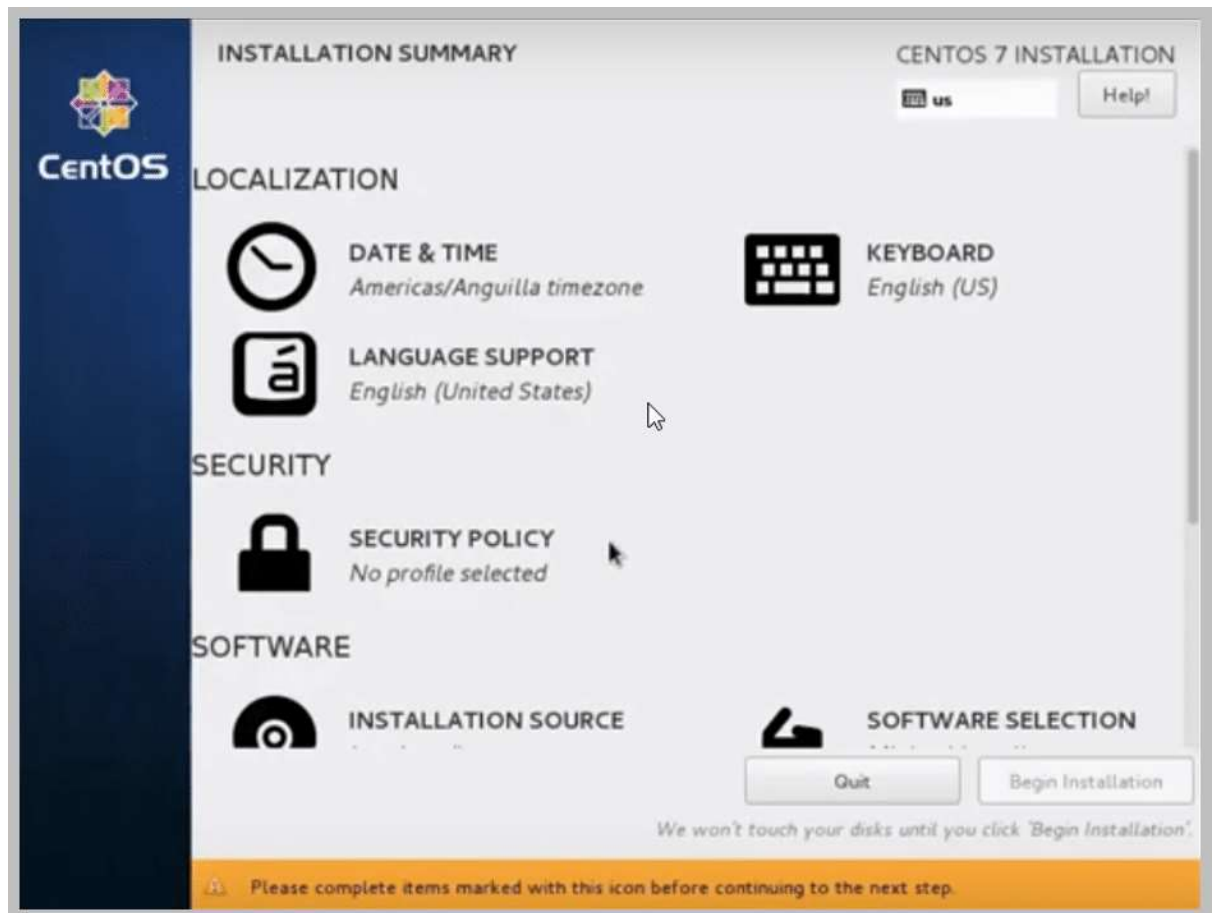 INSTALLATION SUMMARY
CENTOS 7 INSTALLATION
us
Help!
CentOS
LOCALIZATION
DATE & TIME
Americas/Anguilla timezone
KEYBOARD
English (US)
á
LANGUAGE SUPPORT
English (United States)
SECURITY
SECURITY POLICY
No profile selected
SOFTWARE
INSTALLATION SOURCE
SOFTWARE SELECTION
Quit
Begin Installation
We won't touch your disks until you click 'Begin Installation'.
Please complete items marked with this icon before continuing to the next step.